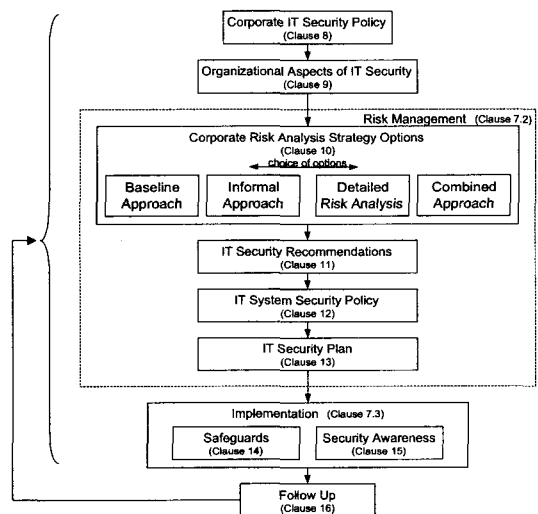 Corporate IT Security Policy
(Clause 8)
Organizational Aspects of IT Security
(Clause 9)
Risk Management (Clause 7.2)
Corporate Risk Analysis Strategy Options
(Clause 10)
choice of options
Baseline
Approach
Informal
Approach
Detailed
Risk Analysis
Combined
Approach
IT Security Recommendations
(Clause 11)
IT System Security Policy
(Clause 12)
IT Security Plan
(Clause 13)
Implementation (Clause 7.3)
Safeguards
(Clause 14)
Security Awareness
(Clause 15)
Follow Up
(Clause 16)